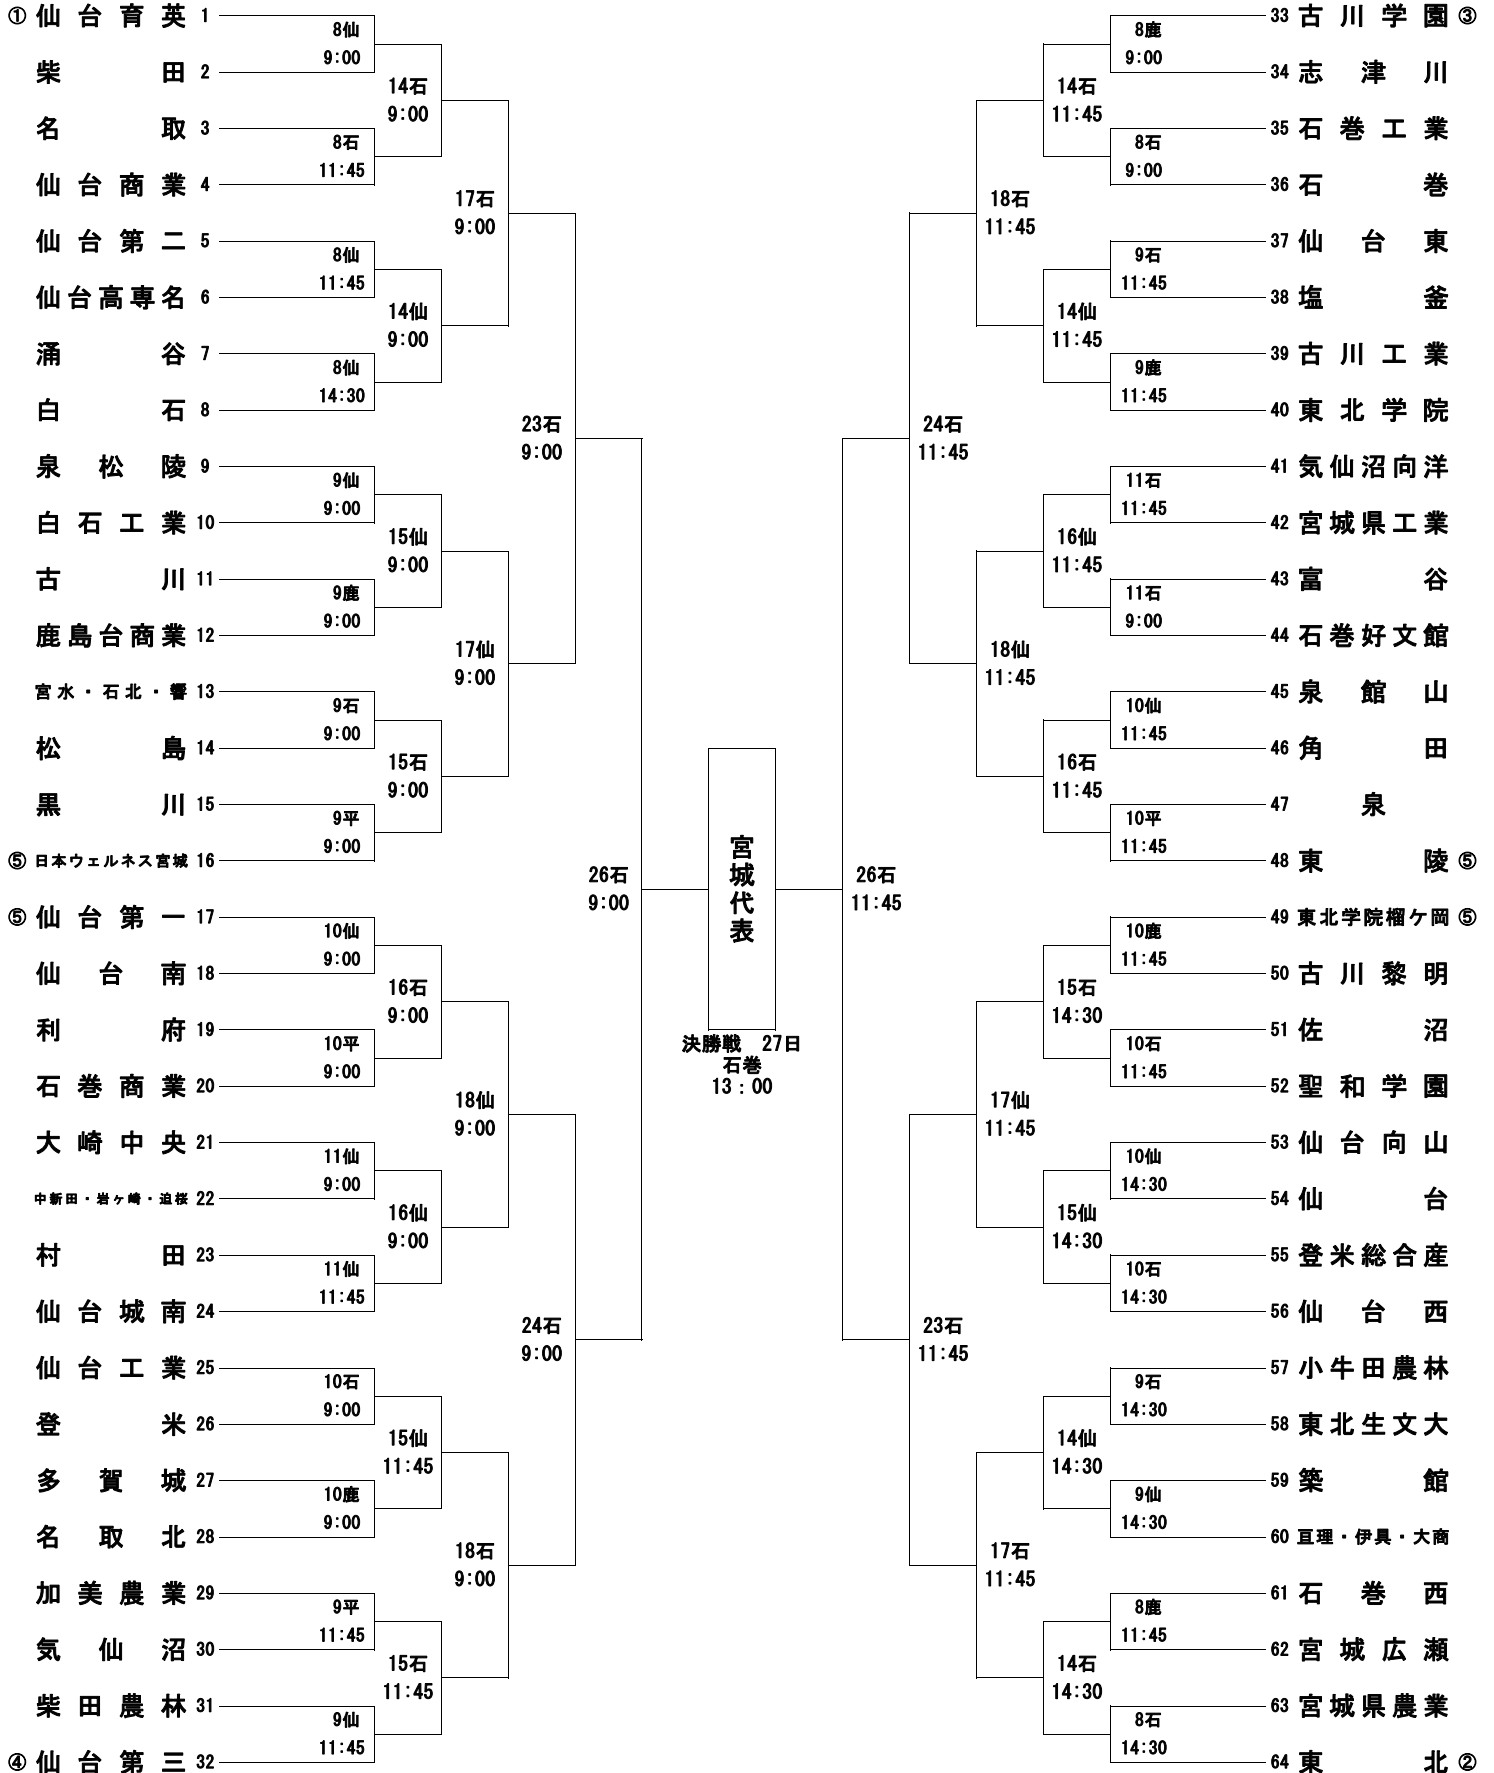 ① 仙台育英 1
8仙
9:00
柴田 2
14石
9:00
名取 3
8石
11:45
仙台商業 4
17石
9:00
仙台第二 5
8仙
11:45
仙台高専名 6
14仙
9:00
涌谷 7
8仙
14:30
白石 8
23石
9:00
泉松陵 9
9仙
9:00
白石工業 10
15仙
9:00
古川 11
9鹿
9:00
鹿島台商業 12
17仙
9:00
宮水・石北・響 13
9石
9:00
松島 14
15石
9:00
黒川 15
9平
9:00
⑤ 日本ウェルネス宮城 16
26石
9:00
⑤ 仙台第一 17
10仙
9:00
仙台南 18
16石
9:00
利府 19
10平
9:00
石巻商業 20
18仙
9:00
大崎中央 21
11仙
9:00
中新田・岩ヶ崎・迫桜 22
16仙
9:00
村田 23
11仙
11:45
仙台城南 24
24石
9:00
仙台工業 25
10石
9:00
登米 26
15仙
11:45
多賀城 27
10鹿
9:00
名取北 28
18石
9:00
加美農業 29
9平
11:45
気仙沼 30
15石
11:45
柴田農林 31
9仙
11:45
④ 仙台第三 32
宮城代表
決勝戦 27日
石巻
13：00
33 古川学園 ③
8鹿
9:00
34 志津川
14石
11:45
35 石巻工業
8石
9:00
36 石巻
18石
11:45
37 仙台東
9石
11:45
38 塩釜
14仙
11:45
39 古川工業
9鹿
11:45
40 東北学院
24石
11:45
41 気仙沼向洋
11石
11:45
42 宮城県工業
16仙
11:45
43 富谷
11石
9:00
44 石巻好文館
18仙
11:45
45 泉館山
10仙
11:45
46 角田
16石
11:45
47 泉
10平
11:45
48 東陵 ⑤
26石
11:45
49 東北学院榴ケ岡 ⑤
10鹿
11:45
50 古川黎明
15石
14:30
51 佐沼
10石
11:45
52 聖和学園
17仙
11:45
53 仙台向山
10仙
14:30
54 仙台
15仙
14:30
55 登米総合産
10石
14:30
56 仙台西
23石
11:45
57 小牛田農林
9石
14:30
58 東北生文大
14仙
14:30
59 築館
9仙
14:30
60 亘理・伊具・大商
17石
11:45
61 石巻西
8鹿
11:45
62 宮城広瀬
14石
14:30
63 宮城県農業
8石
14:30
64 東北 ②